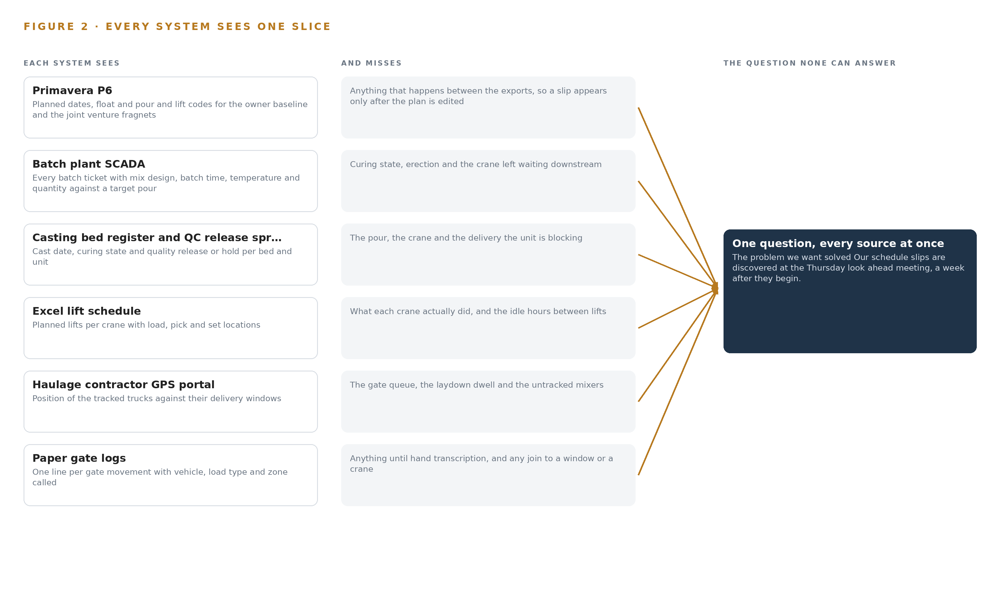 FIGURE 2 · EVERY SYSTEM SEES ONE SLICE
EACH SYSTEM SEES
AND MISSES
THE QUESTION NONE CAN ANSWER
Primavera P6
Planned dates, float and pour and lift codes for the owner baseline
and the joint venture fragnets
Anything that happens between the exports, so a slip appears
only after the plan is edited
Batch plant SCADA
Every batch ticket with mix design, batch time, temperature and
quantity against a target pour
Curing state, erection and the crane left waiting downstream
Casting bed register and QC release spr...
Cast date, curing state and quality release or hold per bed and
unit
The pour, the crane and the delivery the unit is blocking
Excel lift schedule
Planned lifts per crane with load, pick and set locations
What each crane actually did, and the idle hours between lifts
Haulage contractor GPS portal
Position of the tracked trucks against their delivery windows
The gate queue, the laydown dwell and the untracked mixers
Paper gate logs
One line per gate movement with vehicle, load type and zone
called
Anything until hand transcription, and any join to a window or a
crane
One question, every source at once
The problem we want solved Our schedule slips are
discovered at the Thursday look ahead meeting, a week
after they begin.